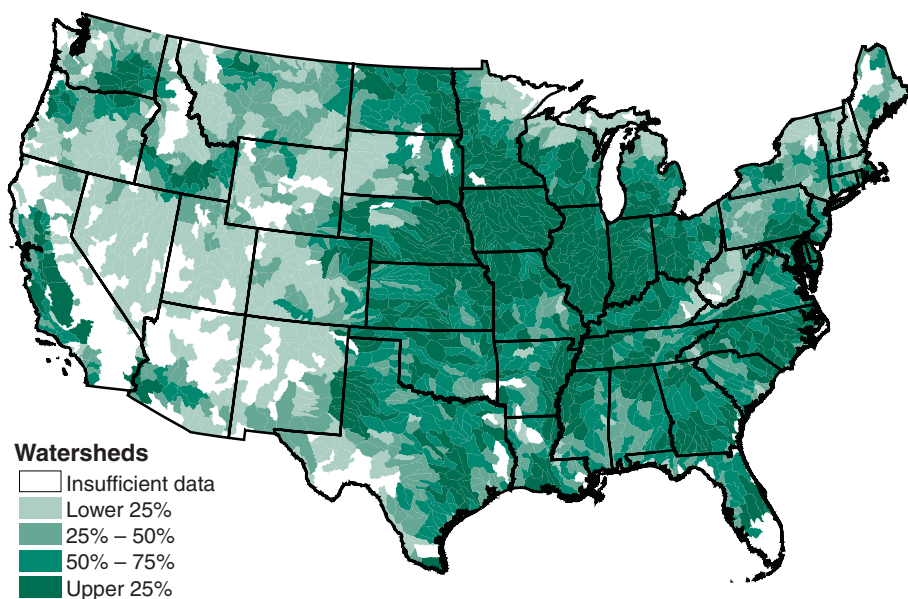 Watersheds
Insufficient data
Lower 25%
25% – 50%
50% – 75%
Upper 25%